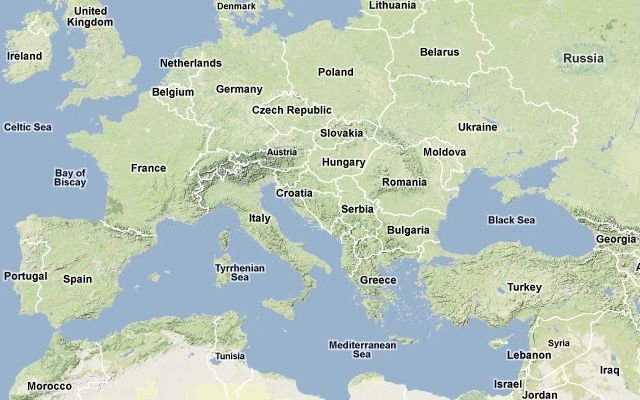 Denmark
Lithuania
United
Kingdom
Ireland
Belarus
Russia
Netherlands
Poland
Belgium
Germany
Czech Republic
Celtic Sea
Slovakia
Ukraine
Austria
Moldova
France
Hungary
Bay of
Biscay
Romania
Croatia
Serbia
Italy
Black Sea
Bulgaria
Georgia
Portugal
Spain
Tyrrhenian
Sea
Greece
Turkey
Mediterranean
Sea
Tunisia
Syria
Lebanon
Iraq
Morocco
Israel
Jordan